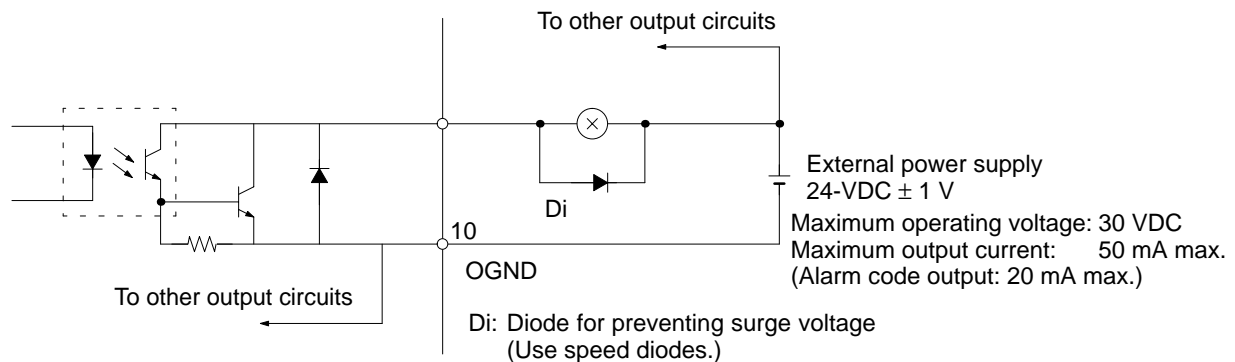 To other output circuits
External power supply
24-VDC ± 1 V
Di
10
Maximum operating voltage: 30 VDC
Maximum output current: 50 mA max.
(Alarm code output: 20 mA max.)
OGND
To other output circuits
Di: Diode for preventing surge voltage
(Use speed diodes.)